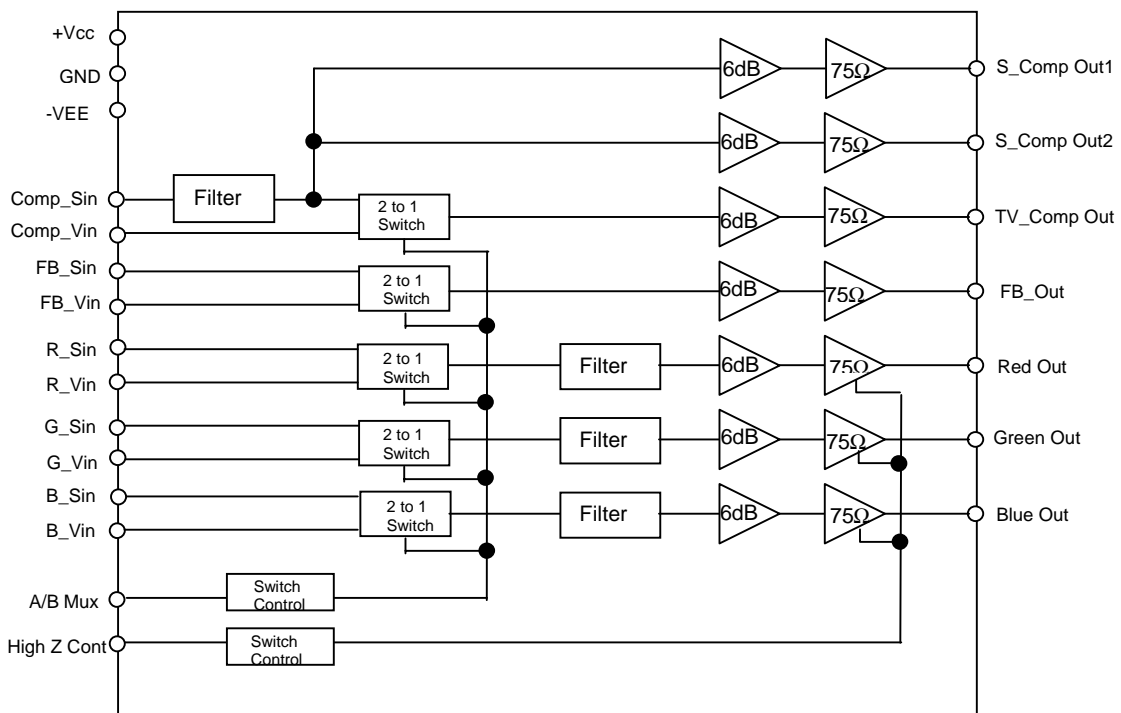 +Vcc
GND
-VEE
Comp_Sin
Comp_Vin
FB_Sin
FB_Vin
R_Sin
R_Vin
G_Sin
G_Vin
B_Sin
B_Vin
A/B Mux
High Z Cont
Filter
2 to 1
Switch
2 to 1
Switch
2 to 1
Switch
2 to 1
Switch
2 to 1
Switch
Switch
Control
Switch
Control
Filter
Filter
Filter
6dB
75Ω
S_Comp Out1
6dB
75Ω
S_Comp Out2
6dB
75Ω
TV_Comp Out
6dB
75Ω
FB_Out
6dB
75Ω
Red Out
6dB
75Ω
Green Out
6dB
75Ω
Blue Out